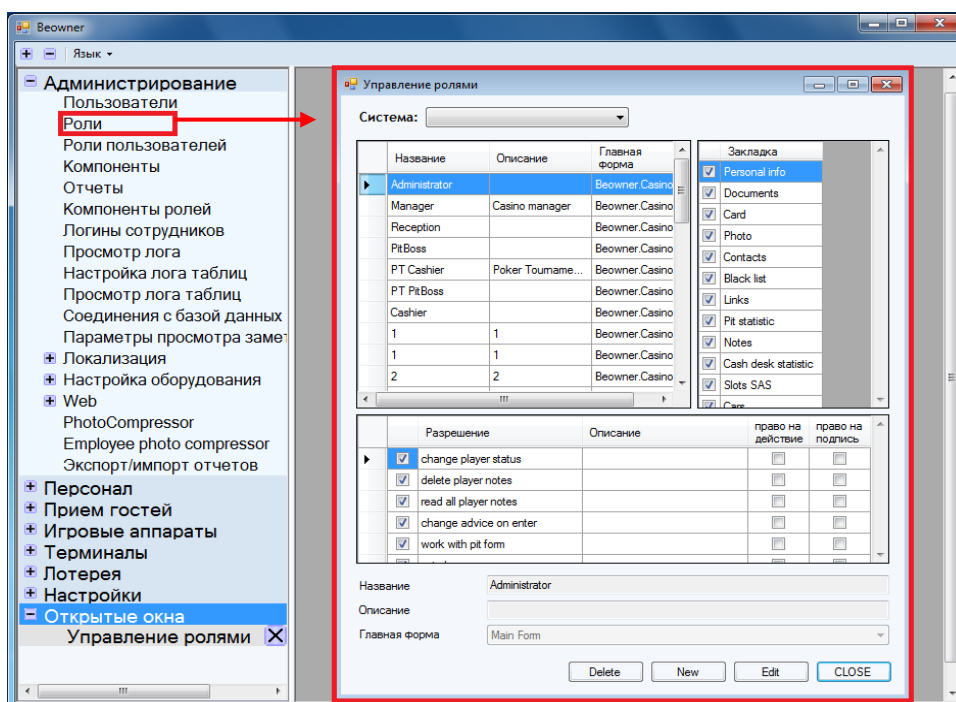 Beowner
Язык
Администрирование
Пользователи
Роли
Роли пользователей
Компоненты
Отчеты
Компоненты ролей
Логины сотрудников
Просмотр лога
Настройка лога таблиц
Просмотр лога таблиц
Соединения с базой данных
Параметры просмотра замет
Локализация
Настройка оборудования
Web
PhotoCompressor
Employee photo compressor
Экспорт/импорт отчетов
Персонал
Прием гостей
Игровые аппараты
Терминалы
Лотерея
Настройки
Открытые окна
Управление ролями
Управление ролями
Система:
Название Описание Главная форма
Administrator Beowner.Casino
Manager Casino manager Beowner.Casino
Reception Beowner.Casino
PitBoss Beowner.Casino
PT Cashier Poker Tourname... Beowner.Casino
PT PitBoss Beowner.Casino
Cashier Beowner.Casino
1 1 Beowner.Casino
1 1 Beowner.Casino
2 2 Beowner.Casino
Закладка
Personal info
Documents
Card
Photo
Contacts
Black list
Links
Pit statistic
Notes
Cash desk statistic
Slots SAS
Cars
Разрешение Описание право на действие право на подпись
change player status
delete player notes
read all player notes
change advice on enter
work with pit form
Название Administrator
Описание
Главная форма Main Form
Delete New Edit CLOSE